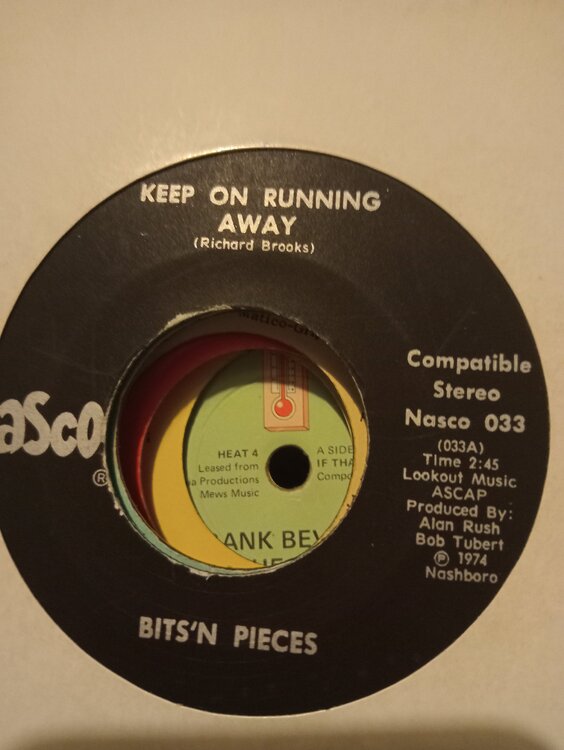 KEEP ON RUNNING
AWAY
(Richard Brooks)
asco
®
Compatible
Stereo
Nasco 033
(033A)
Time 2:45
Lookout Music
ASCAP
Produced By:
Alan Rush
Bob Tubert
℗ 1974
Nashboro
BITS'N PIECES
HEAT 4
Leased from
a Productions
Mews Music
A SIDE
IF THA
Compo
ANK BEV